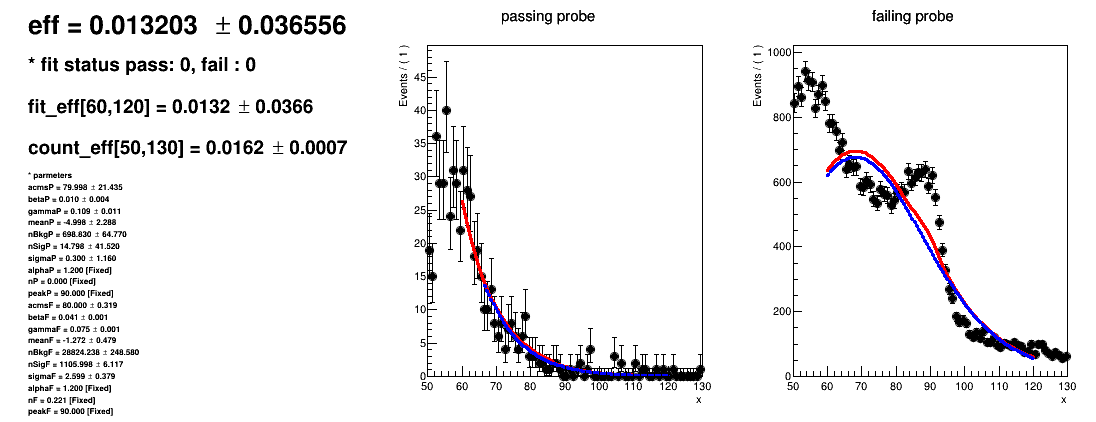 eff = 0.013203 ± 0.036556
* fit status pass: 0, fail : 0
fit_eff[60,120] = 0.0132 ± 0.0366
count_eff[50,130] = 0.0162 ± 0.0007
* parmeters
acmsP = 79.998 ± 21.435
betaP = 0.010 ± 0.004
gammaP = 0.109 ± 0.011
meanP = -4.998 ± 2.288
nBkgP = 698.830 ± 64.770
nSigP = 14.798 ± 41.520
sigmaP = 0.300 ± 1.160
alphaP = 1.200 [Fixed]
nP = 0.000 [Fixed]
peakP = 90.000 [Fixed]
acmsF = 80.000 ± 0.319
betaF = 0.041 ± 0.001
gammaF = 0.075 ± 0.001
meanF = -1.272 ± 0.479
nBkgF = 28824.238 ± 248.580
nSigF = 1105.998 ± 6.117
sigmaF = 2.599 ± 0.379
alphaF = 1.200 [Fixed]
nF = 0.221 [Fixed]
peakF = 90.000 [Fixed]
passing probe
Events / ( 1 )
45
40
35
30
25
20
15
10
5
0
50 60 70 80 90 100 110 120 130
x
failing probe
Events / ( 1 )
1000
800
600
400
200
0
50 60 70 80 90 100 110 120 130
x